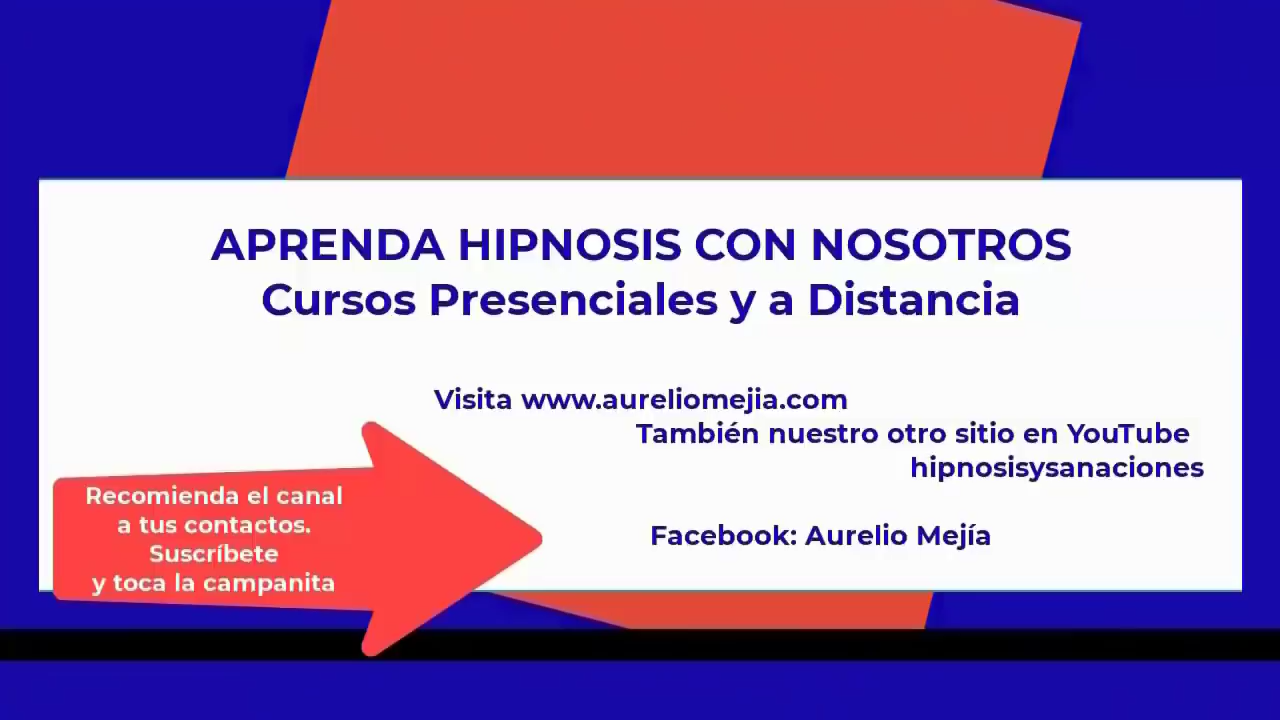 APRENDA HIPNOSIS CON NOSOTROS
Cursos Presenciales y a Distancia
Visita www.aureliomejia.com
También nuestro otro sitio en YouTube
hipnosisysanaciones
Facebook: Aurelio Mejía
Recomienda el canal
a tus contactos.
Suscríbete
y toca la campanita